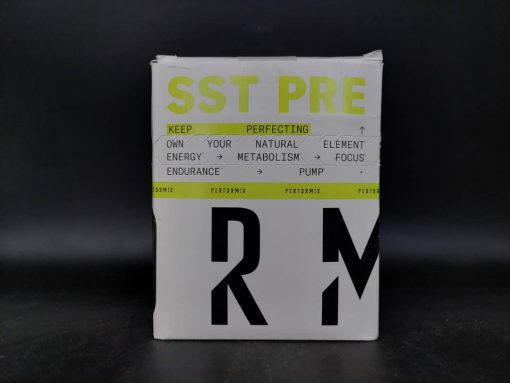 SST PRE
KEEP PERFECTING ↑
OWN YOUR NATURAL ELEMENT
ENERGY → METABOLISM → FOCUS
ENDURANCE → PUMP
PERFORMIX PERFORMIX PERFORMIX
R M